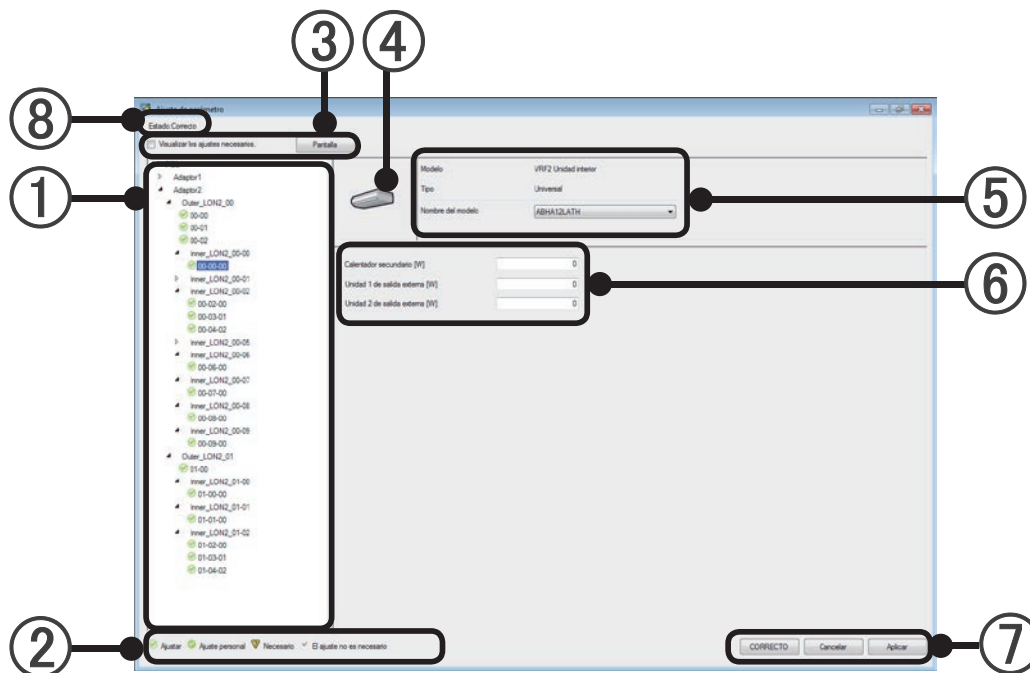 ③ ④
Ajuste de parámetro
⑧
Estado Correcto
Visualizar los ajustes necesarios. Pantalla
①
Adaptor1
Adaptor2
Outer_LON2_00
00-00
00-01
00-02
inner_LON2_00-00
00-00-00
inner_LON2_00-01
inner_LON2_00-02
00-02-00
00-03-01
00-04-02
inner_LON2_00-05
inner_LON2_00-06
00-06-00
inner_LON2_00-07
00-07-00
inner_LON2_00-08
00-08-00
inner_LON2_00-09
00-09-00
Outer_LON2_01
01-00
inner_LON2_01-00
01-00-00
inner_LON2_01-01
01-01-00
inner_LON2_01-02
01-02-00
01-03-01
01-04-02
Modelo VRF2 Unidad interior
Tipo Universal
Nombre del modelo ABHA12LATH
⑤
Calentador secundario [W] 0
Unidad 1 de salida externa [W] 0
Unidad 2 de salida externa [W] 0
⑥
②
Ajustar Ajuste personal Necesario El ajuste no es necesario
CORRECTO Cancelar Aplicar
⑦